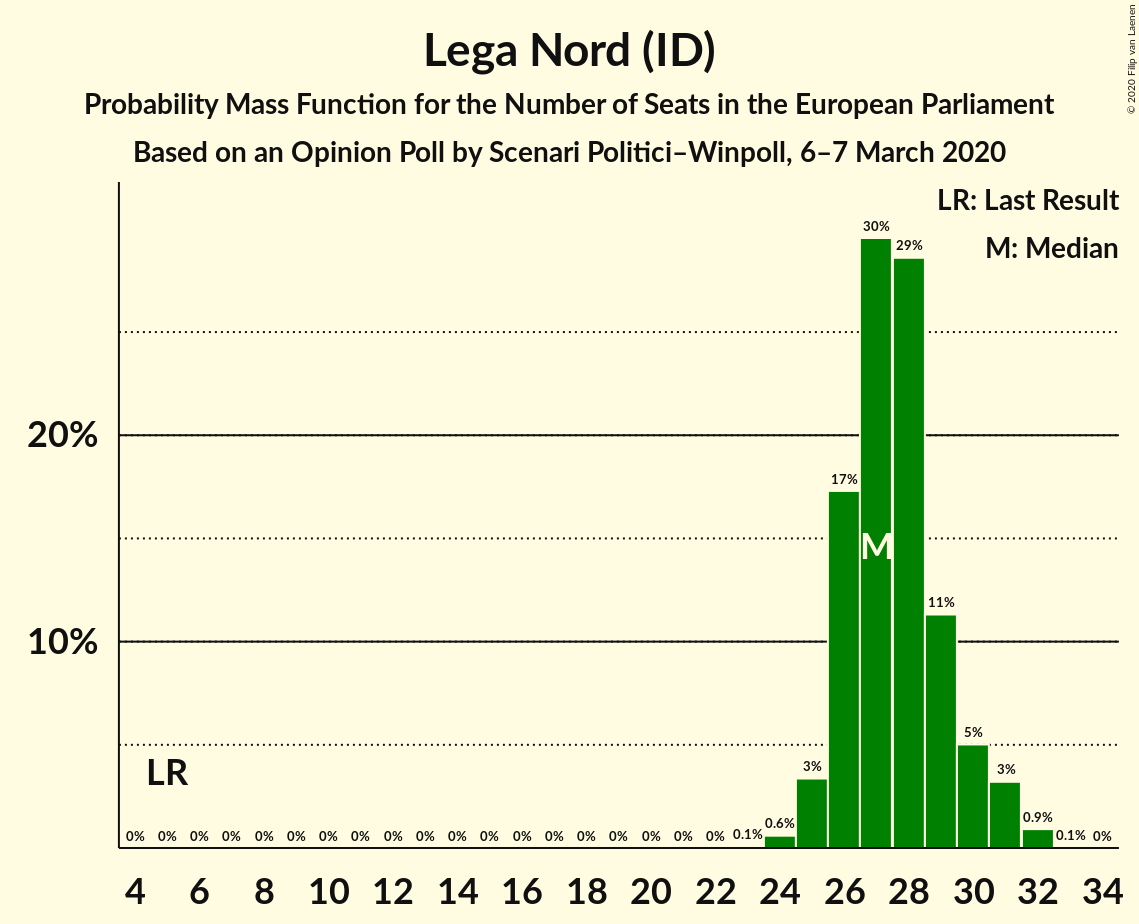 Lega Nord (ID)
Probability Mass Function for the Number of Seats in the European Parliament
Based on an Opinion Poll by Scenari Politici–Winpoll, 6–7 March 2020
© 2020 Filip van Laenen
LR: Last Result
M: Median
30%
29%
20%
17%
M
11%
10%
5%
LR
3%
3%
0% 0% 0% 0% 0% 0% 0% 0% 0% 0% 0% 0% 0% 0% 0% 0% 0% 0% 0% 0.1% 0.6% 0.9% 0.1% 0%
4 6 8 10 12 14 16 18 20 22 24 26 28 30 32 34